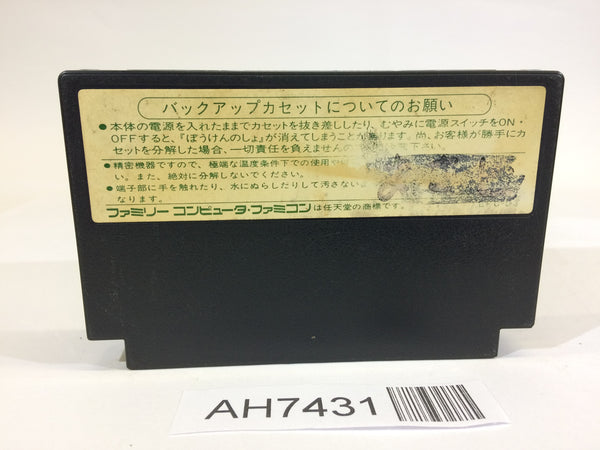 バックアップカセットについてのお願い
●本体の電源を入れたままでカセットを抜き差ししたり、むやみに電源スイッチをON・
OFFすると、『ぼうけんのしょ』が消えてしまうことがあります。尚、お客様が勝手にカ
セットを分解した場合、一切責任を負えませんので
下さい。
●精密機器ですので、極端な温度条件下での使用や
い。また、絶対に分解しないでください。
●端子部に手を触れたり、水にぬらしたりして汚さない
なります。
ファミリー コンピュータ・ファミコンは任天堂の商標です。
AH7431